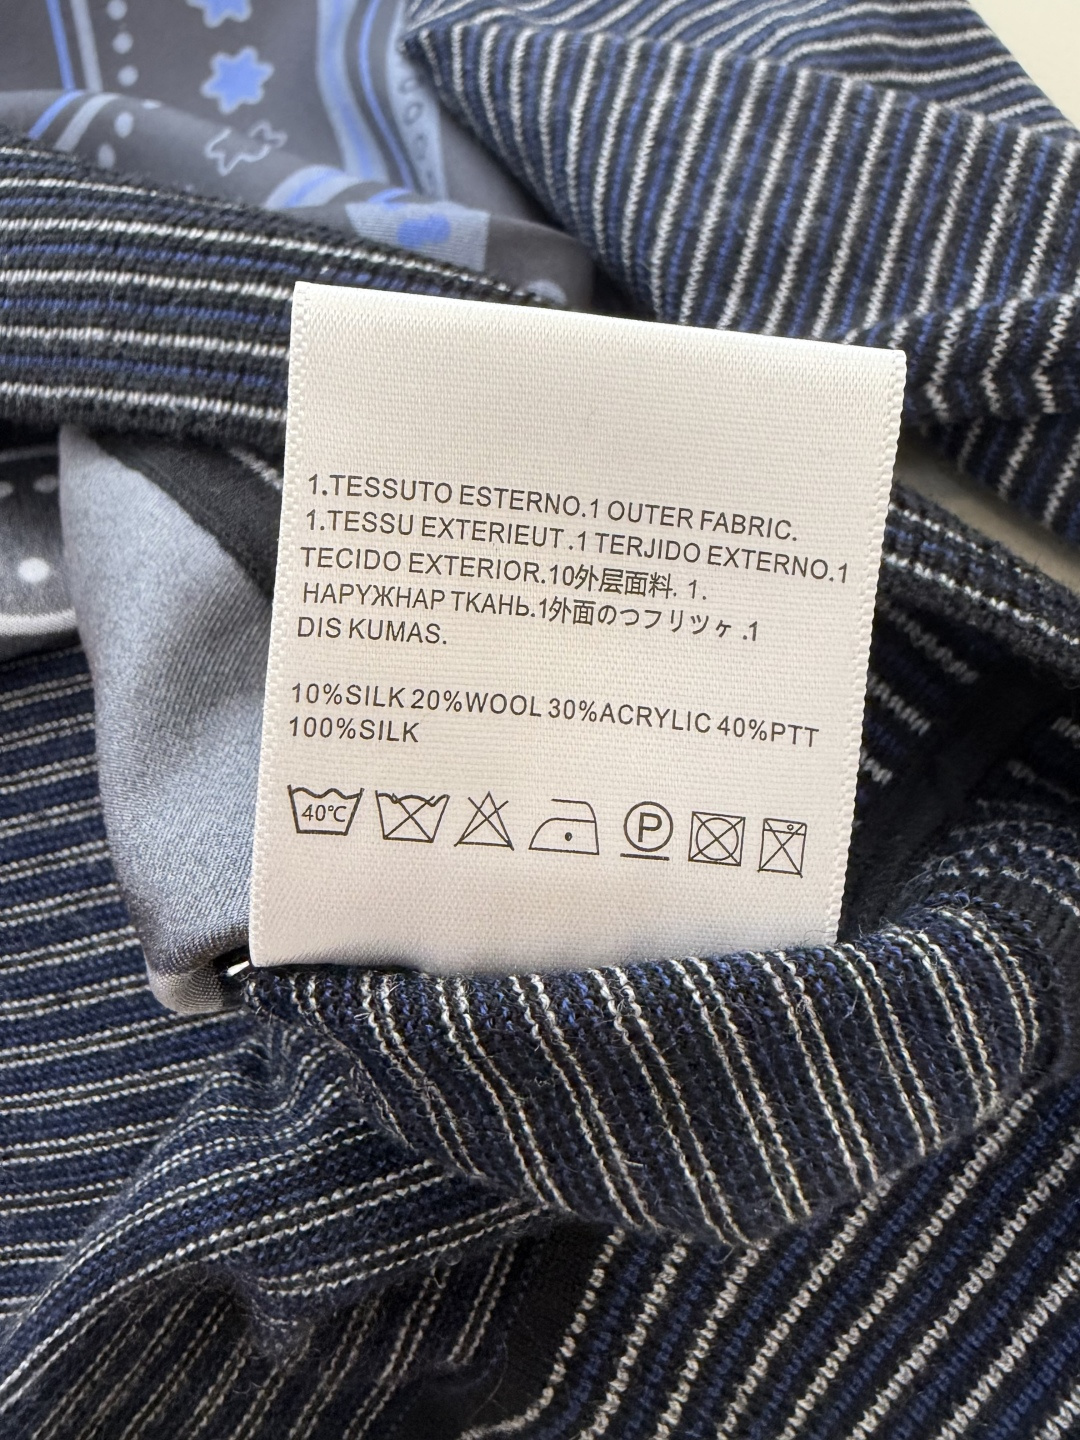 1.TESSUTO ESTERNO.1 OUTER FABRIC.
1.TESSU EXTERIEUT .1 TERJIDO EXTERNO.1
TECIDO EXTERIOR.10外层面料. 1.
НАРУЖНАР ТКАНЬ.1外面のつフリツヶ .1
DIS KUMAS.
10%SILK 20%WOOL 30%ACRYLIC 40%PTT
100%SILK
40℃
P